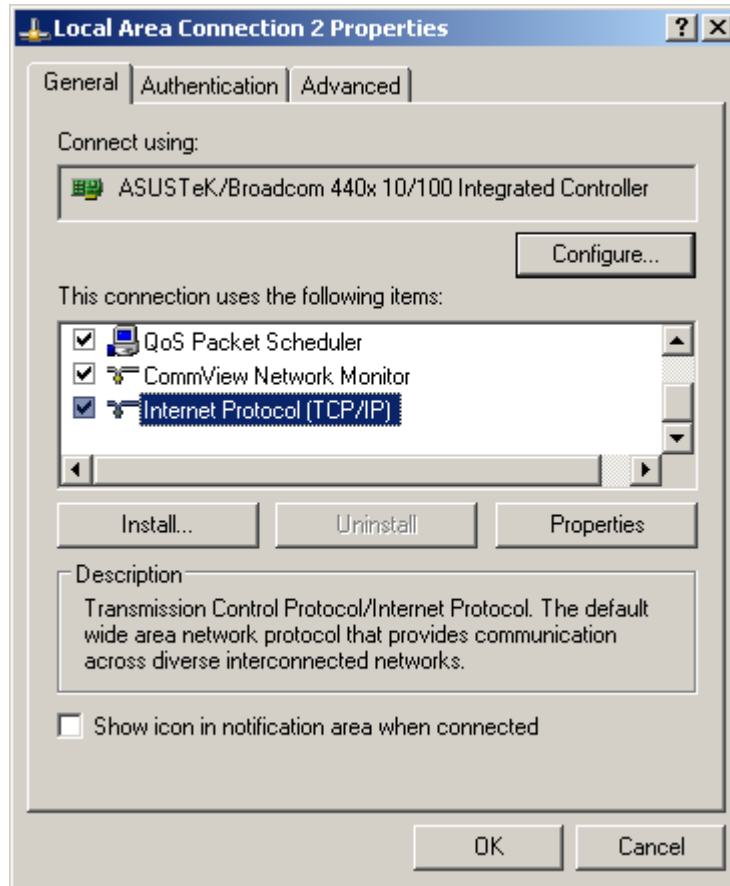 Local Area Connection 2 Properties
General Authentication Advanced
Connect using:
ASUSTeK/Broadcom 440x 10/100 Integrated Controller
Configure...
This connection uses the following items:
QoS Packet Scheduler
CommView Network Monitor
Internet Protocol (TCP/IP)
Install... Uninstall Properties
Description
Transmission Control Protocol/Internet Protocol. The default
wide area network protocol that provides communication
across diverse interconnected networks.
Show icon in notification area when connected
OK Cancel